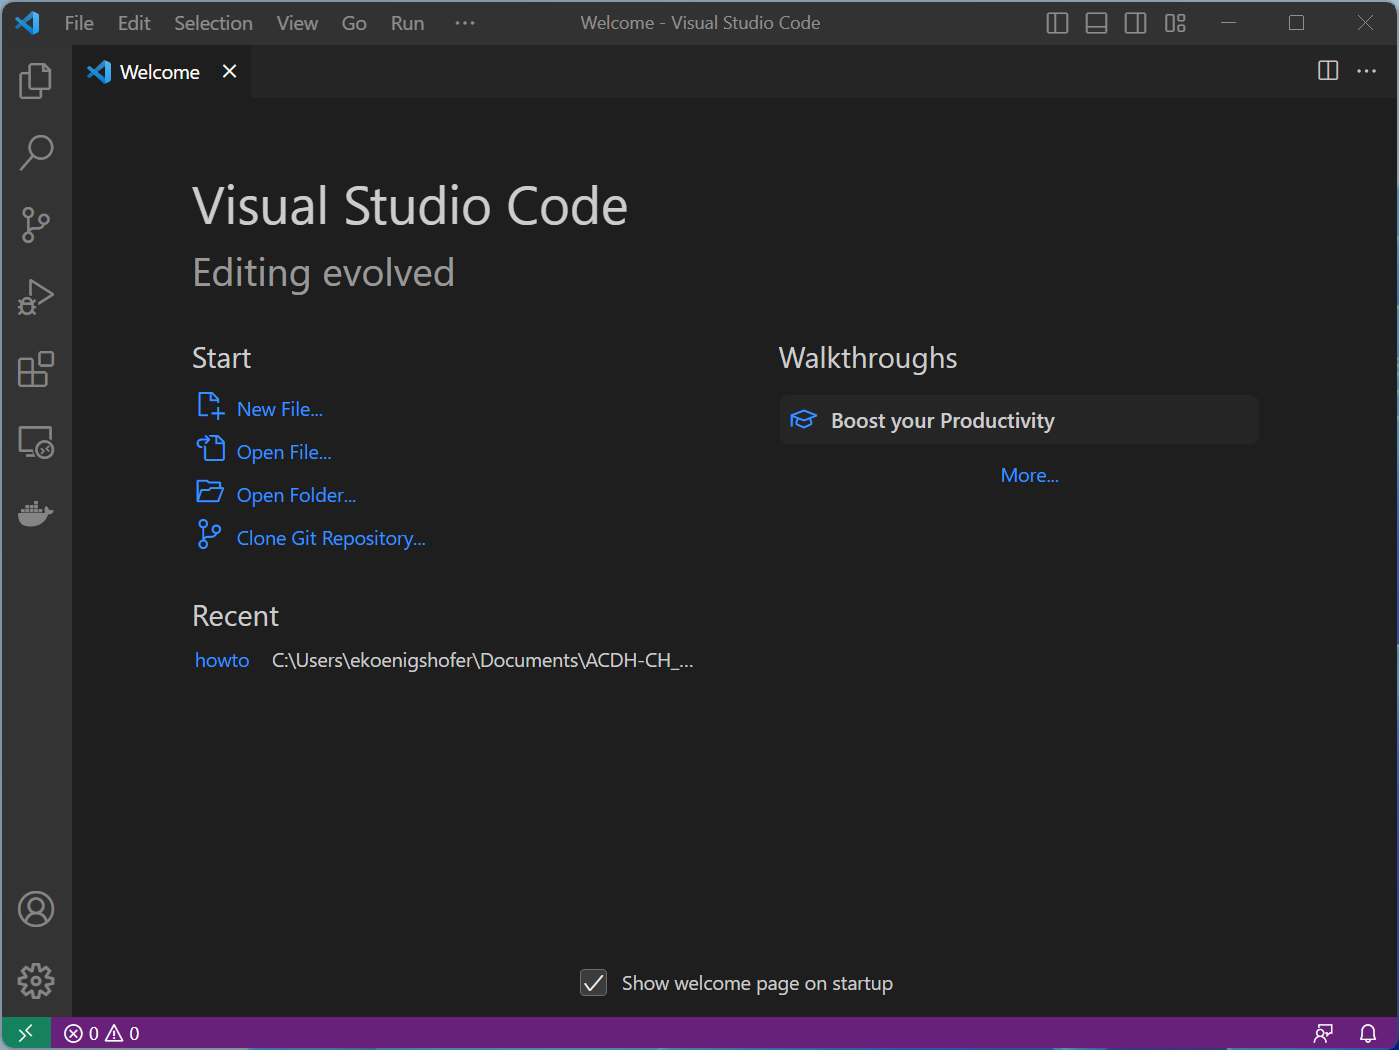 File Edit Selection View Go Run ··· Welcome - Visual Studio Code
Welcome
Visual Studio Code
Editing evolved
Start
New File...
Open File...
Open Folder...
Clone Git Repository...
Recent
howto C:\Users\ekoenigshofer\Documents\ACDH-CH_...
Walkthroughs
Boost your Productivity
More...
Show welcome page on startup
0 0